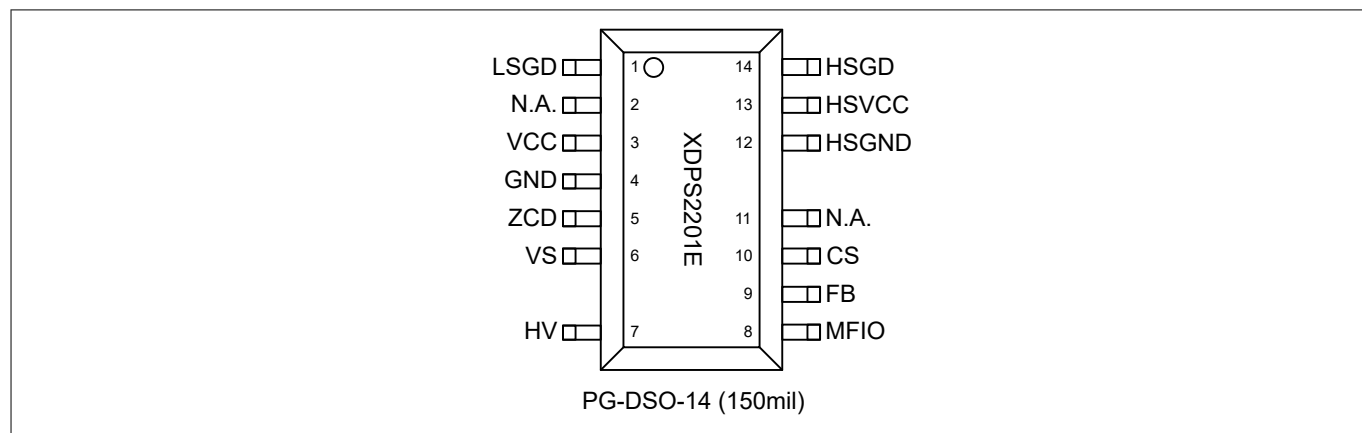 LSGD 1 14 HSGD
N.A. 2 13 HSVCC
VCC 3 12 HSGND
GND 4
ZCD 5 11 N.A.
VS 6 10 CS
9 FB
HV 7 8 MFIO
XDPS2201E
PG-DSO-14 (150mil)